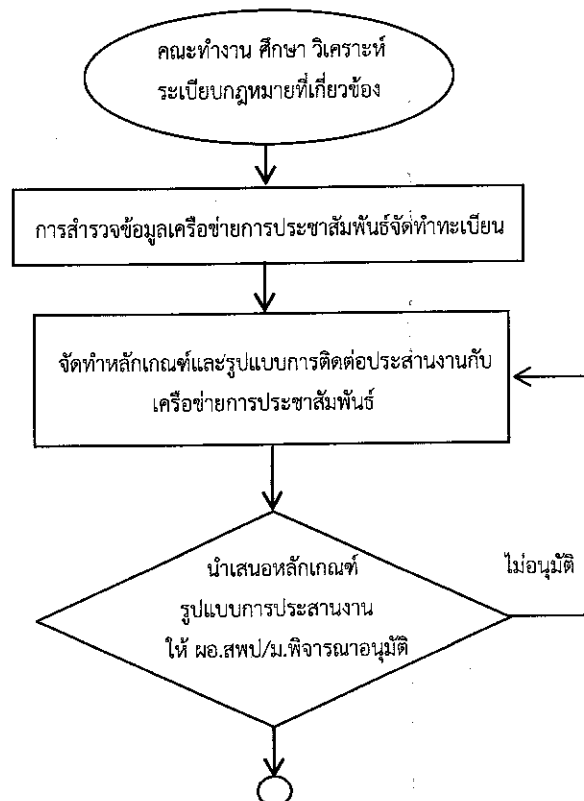 คณะทำงาน ศึกษา วิเคราะห์
ระเบียบกฎหมายที่เกี่ยวข้อง
การสำรวจข้อมูลเครือข่ายการประชาสัมพันธ์จัดทำทะเบียน
จัดทำหลักเกณฑ์และรูปแบบการติดต่อประสานงานกับ
เครือข่ายการประชาสัมพันธ์
นำเสนอหลักเกณฑ์
รูปแบบการประสานงาน
ให้ ผอ.สพป/ม.พิจารณาอนุมัติ
ไม่อนุมัติ